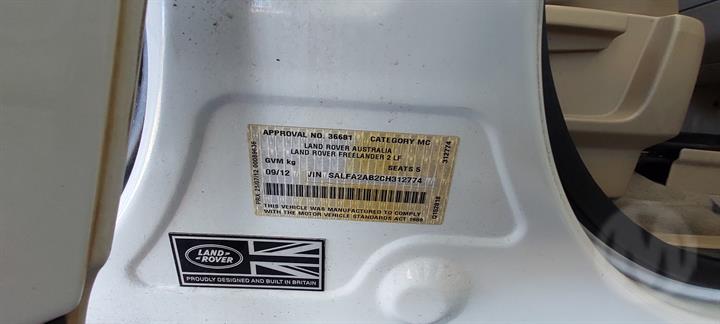 APPROVAL NO. 36681 CATEGORY MC
LAND ROVER AUSTRALIA
LAND ROVER FREELANDER 2 LF
GVM kg SEATS 5
09/12 VIN SALFA2AB2CH312774
THIS VEHICLE WAS MANUFACTURED TO COMPLY
WITH THE MOTOR VEHICLE STANDARDS ACT 1989
312774
LAND
ROVER
PROUDLY DESIGNED AND BUILT IN BRITAIN